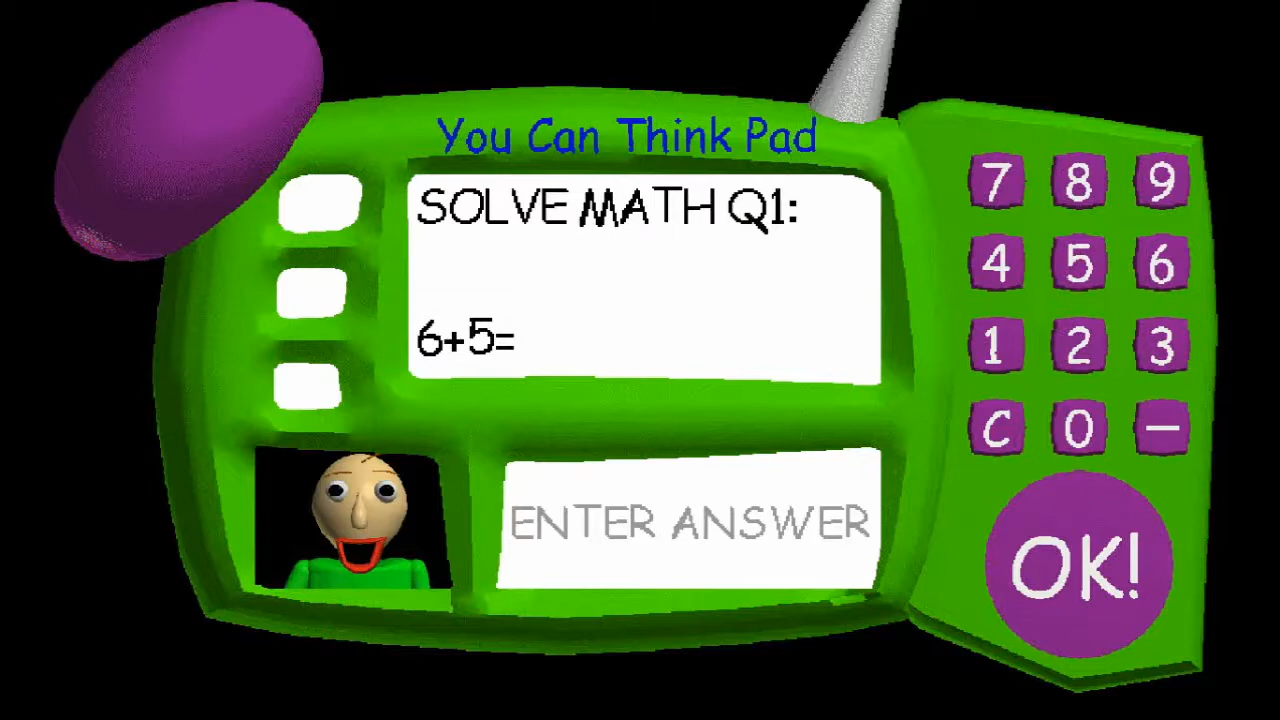 You Can Think Pad
SOLVE MATH Q1:
6+5=
ENTER ANSWER
7 8 9
4 5 6
1 2 3
C 0 —
OK!